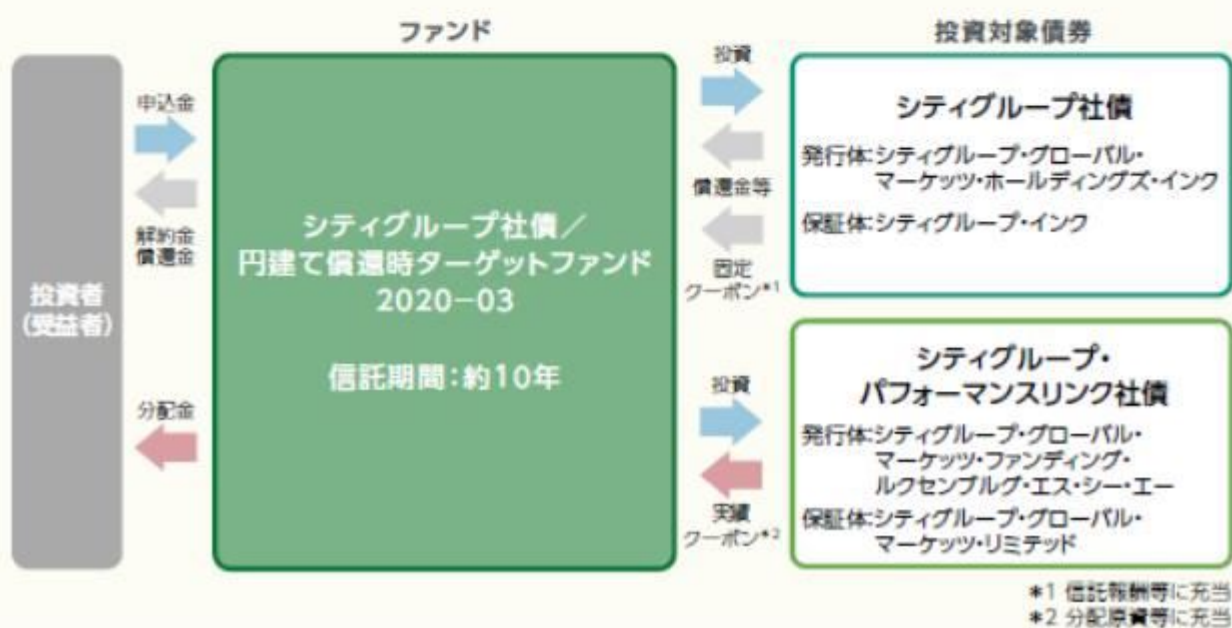 ファンド
投資対象債券
投資者
(受益者)
申込金
解約金
償還金
分配金
シティグループ社債／
円建て償還時ターゲットファンド
2020－03
信託期間：約10年
投資
償還金等
固定
クーポン*1
投資
実績
クーポン*2
シティグループ社債
発行体:シティグループ・グローバル・
マーケッツ・ホールディングズ・インク
保証体:シティグループ・インク
シティグループ・
パフォーマンスリンク社債
発行体:シティグループ・グローバル・
マーケッツ・ファンディング・
ルクセンブルグ・エス・シー・エー
保証体:シティグループ・グローバル・
マーケッツ・リミテッド
*1 信託報酬等に充当
*2 分配原資等に充当